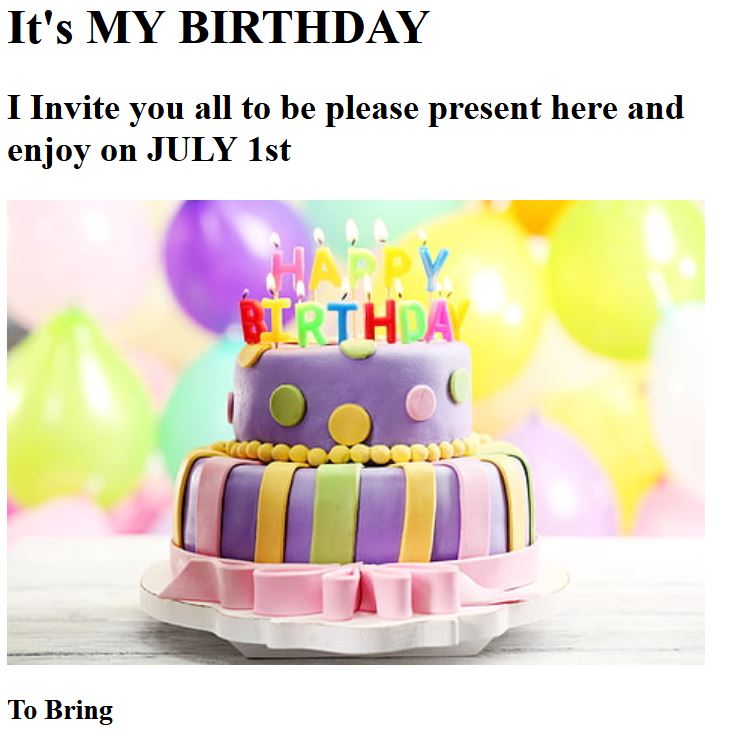 It's MY BIRTHDAY
I Invite you all to be please present here and
enjoy on JULY 1st
HAPPY
BIRTHDAY
To Bring